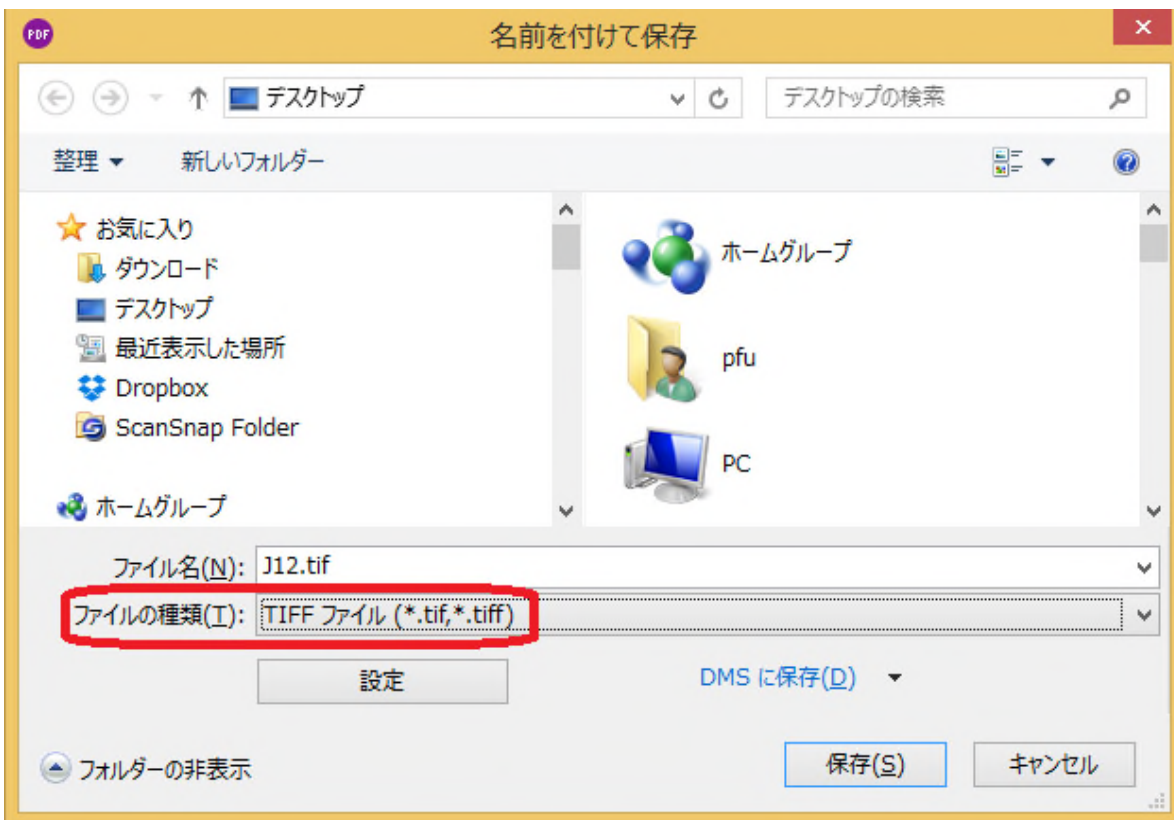 PDF
名前を付けて保存
デスクトップ
デスクトップの検索
整理
新しいフォルダー
お気に入り
ダウンロード
デスクトップ
最近表示した場所
Dropbox
ScanSnap Folder
ホームグループ
ホームグループ
pfu
PC
ファイル名(N): J12.tif
ファイルの種類(T): TIFF ファイル (*.tif,*.tiff)
設定
DMS に保存(D)
フォルダーの非表示
保存(S)
キャンセル